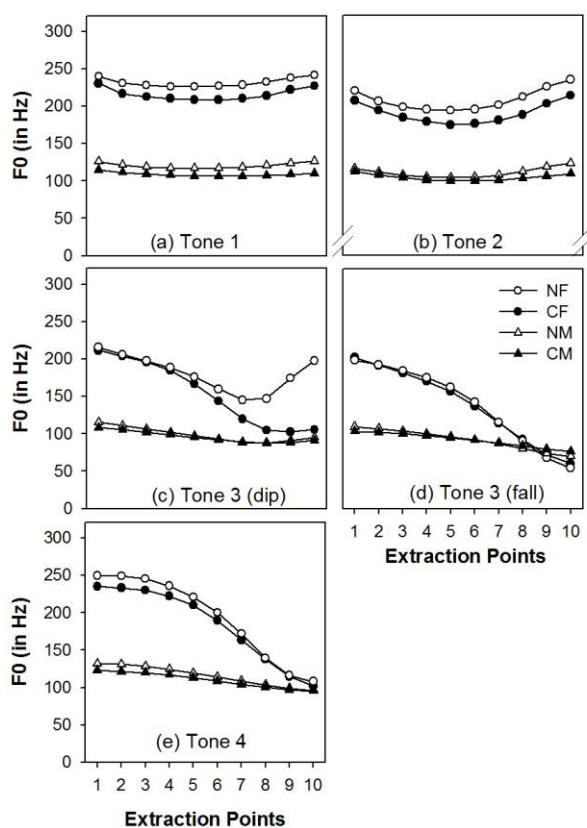 300
250
200
150
100
50
0
F0 (in Hz)
(a) Tone 1
(b) Tone 2
300
250
200
150
100
50
0
F0 (in Hz)
(c) Tone 3 (dip)
NF
CF
NM
CM
(d) Tone 3 (fall)
1 2 3 4 5 6 7 8 9 10
Extraction Points
300
250
200
150
100
50
0
F0 (in Hz)
(e) Tone 4
1 2 3 4 5 6 7 8 9 10
Extraction Points